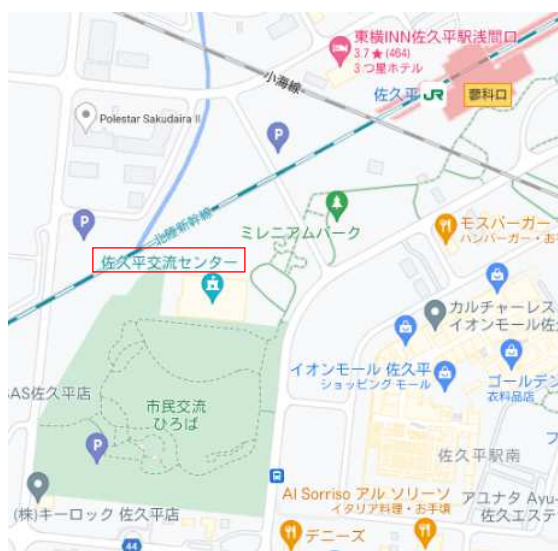 東横INN佐久平駅浅間口
3.7★(464)
3つ星ホテル
小海線
佐久平 JR
蓼科口
Polestar Sakudaira II
P
P
北陸新幹線
ミレニアムパーク
モスバーガー
ハンバーガー・お
佐久平交流センター
カルチャーレス
イオンモール佐
イオンモール 佐久平
ショッピング モール
ゴールデン
衣料品店
AS佐久平店
市民交流
ひろば
P
佐久平駅南
フ
(株)キーロック 佐久平店
Al Sorriso アル ソリーソ
イタリア料理・お手頃
アユナタ Ayu-
佐久エステ
44
デニーズ